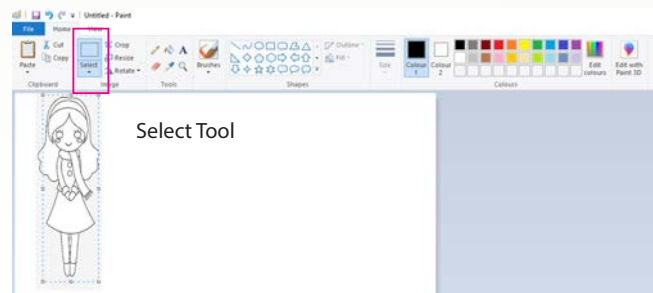 Untitled - Paint
File Home View
Cut
Copy
Paste
Clipboard
Select
Crop
Resize
Rotate
Image
Tools
Brushes
Shapes
Outline
Fill
Size
Colour 1
Colour 2
Colours
Edit colours
Edit with Paint 3D
Select Tool